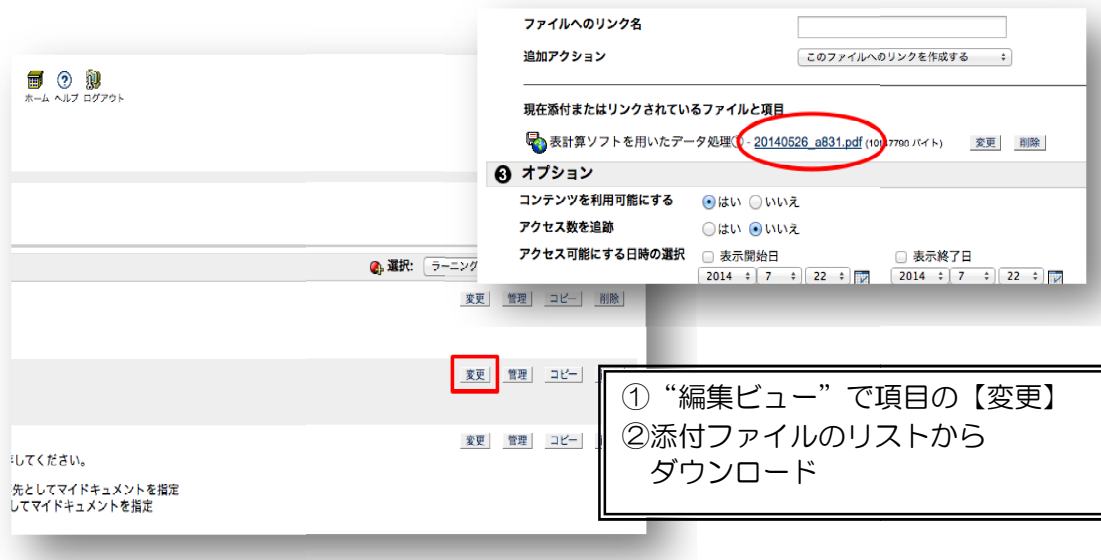 ホーム ヘルプ ログアウト
選択: ラーニング
変更 管理 コピー 削除
変更 管理 コピー
変更 管理 コピー
してください。
先としてマイドキュメントを指定
してマイドキュメントを指定
ファイルへのリンク名
追加アクション このファイルへのリンクを作成する
現在添付またはリンクされているファイルと項目
表計算ソフトを用いたデータ処理① - 20140526_a831.pdf 7790 バイト) 変更 削除
3 オプション
コンテンツを利用可能にする はい いいえ
アクセス数を追跡 はい いいえ
アクセス可能にする日時の選択 表示開始日 表示終了日
2014 7 22 2014 7 22
①“編集ビュー”で項目の【変更】
②添付ファイルのリストから
ダウンロード